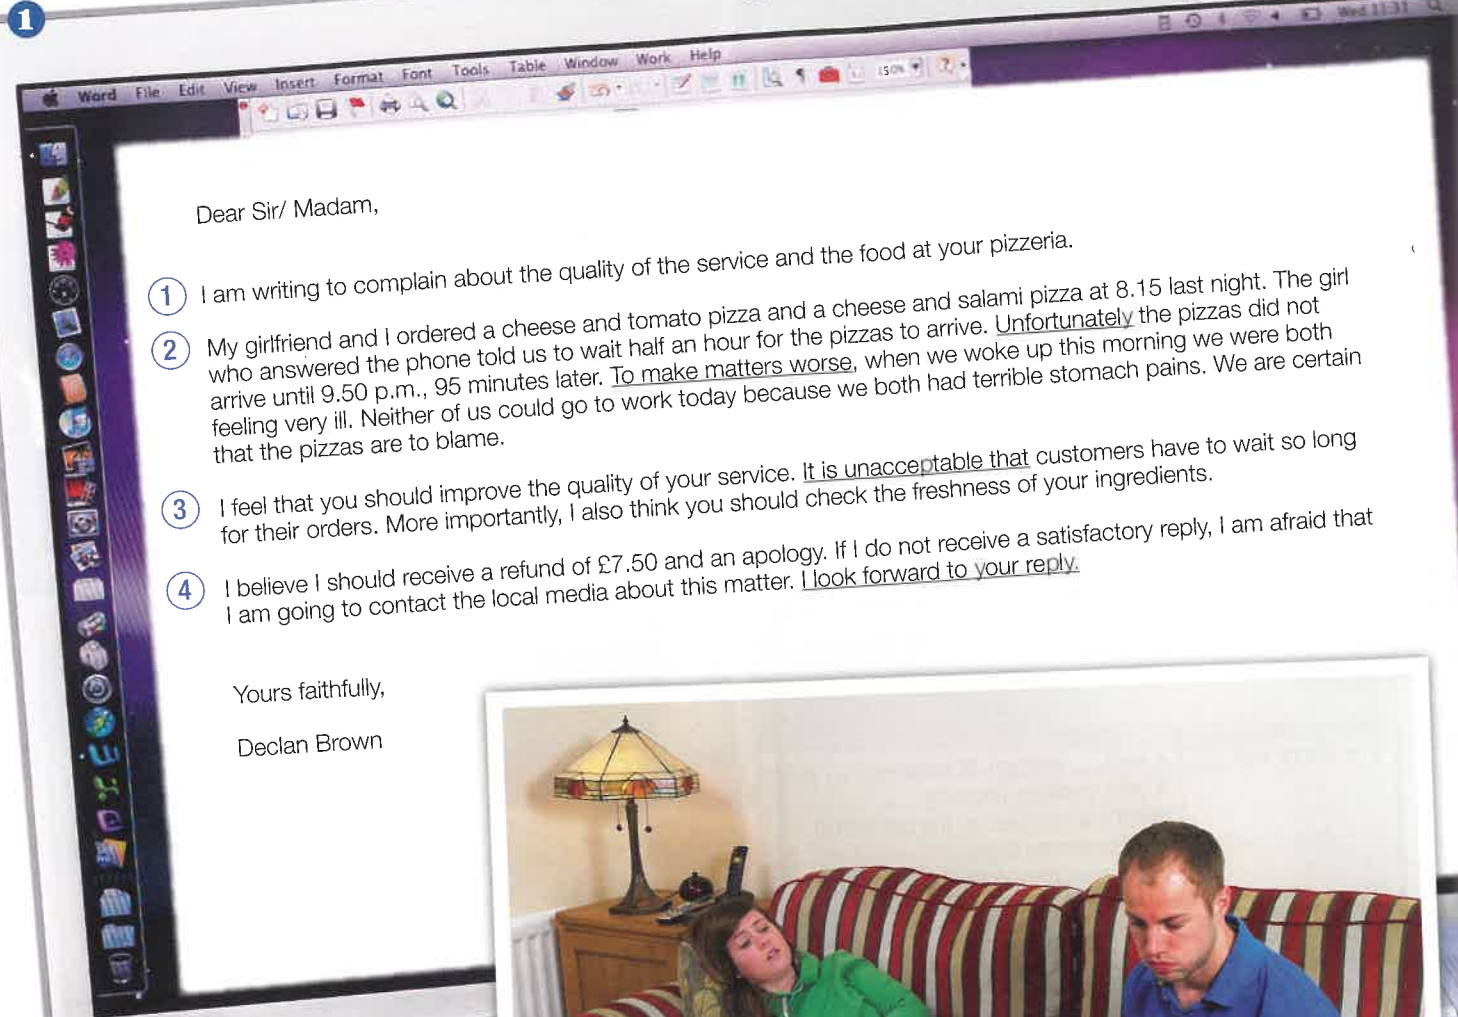 1
Wed 11:31
Word File Edit View Insert Format Font Tools Table Window Work Help
150%
Dear Sir/ Madam,
1 I am writing to complain about the quality of the service and the food at your pizzeria.
2 My girlfriend and I ordered a cheese and tomato pizza and a cheese and salami pizza at 8.15 last night. The girl
who answered the phone told us to wait half an hour for the pizzas to arrive. Unfortunately the pizzas did not
arrive until 9.50 p.m., 95 minutes later. To make matters worse, when we woke up this morning we were both
feeling very ill. Neither of us could go to work today because we both had terrible stomach pains. We are certain
that the pizzas are to blame.
3 I feel that you should improve the quality of your service. It is unacceptable that customers have to wait so long
for their orders. More importantly, I also think you should check the freshness of your ingredients.
4 I believe I should receive a refund of £7.50 and an apology. If I do not receive a satisfactory reply, I am afraid that
I am going to contact the local media about this matter. I look forward to your reply.
Yours faithfully,
Declan Brown